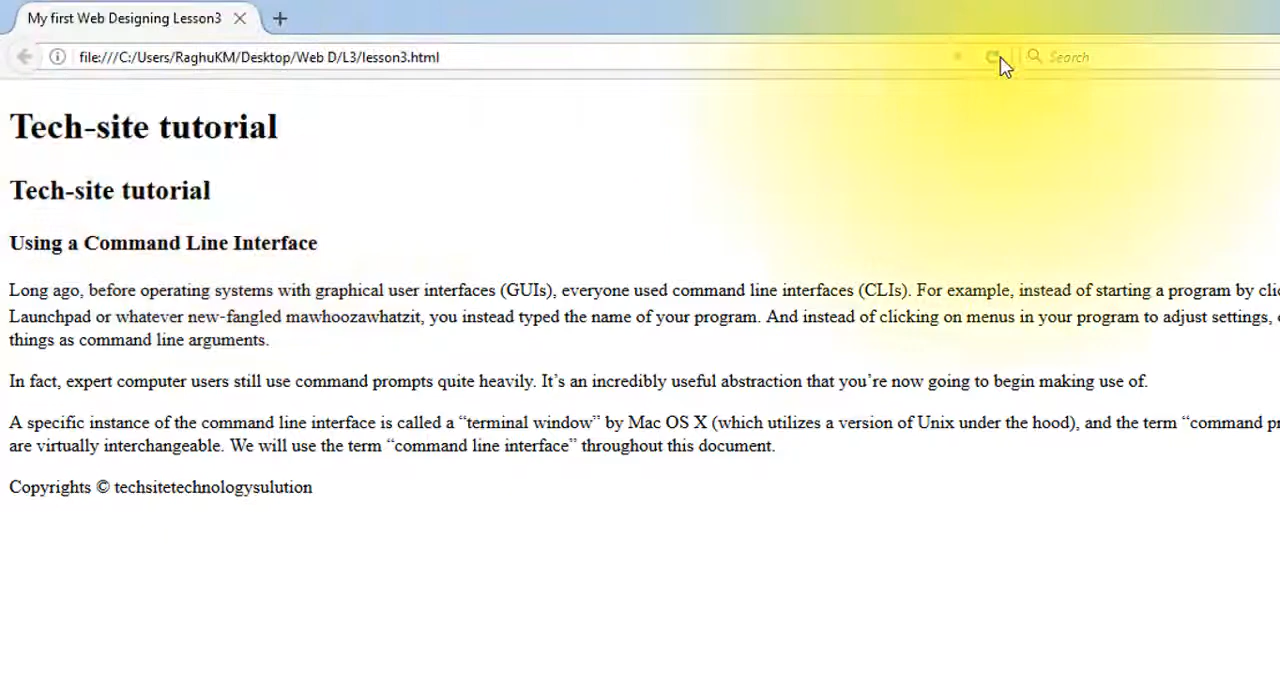 My first Web Designing Lesson3
file:///C:/Users/RaghuKM/Desktop/Web D/L3/lesson3.html
Search
Tech-site tutorial
Tech-site tutorial
Using a Command Line Interface
Long ago, before operating systems with graphical user interfaces (GUIs), everyone used command line interfaces (CLIs). For example, instead of starting a program by
Launchpad or whatever new-fangled mawhoozawhatzit, you instead typed the name of your program. And instead of clicking on menus in your program to adjust settings,
things as command line arguments.
In fact, expert computer users still use command prompts quite heavily. It’s an incredibly useful abstraction that you’re now going to begin making use of.
A specific instance of the command line interface is called a “terminal window” by Mac OS X (which utilizes a version of Unix under the hood), and the term “command
are virtually interchangeable. We will use the term “command line interface” throughout this document.
Copyrights © techsitetechnologysulution